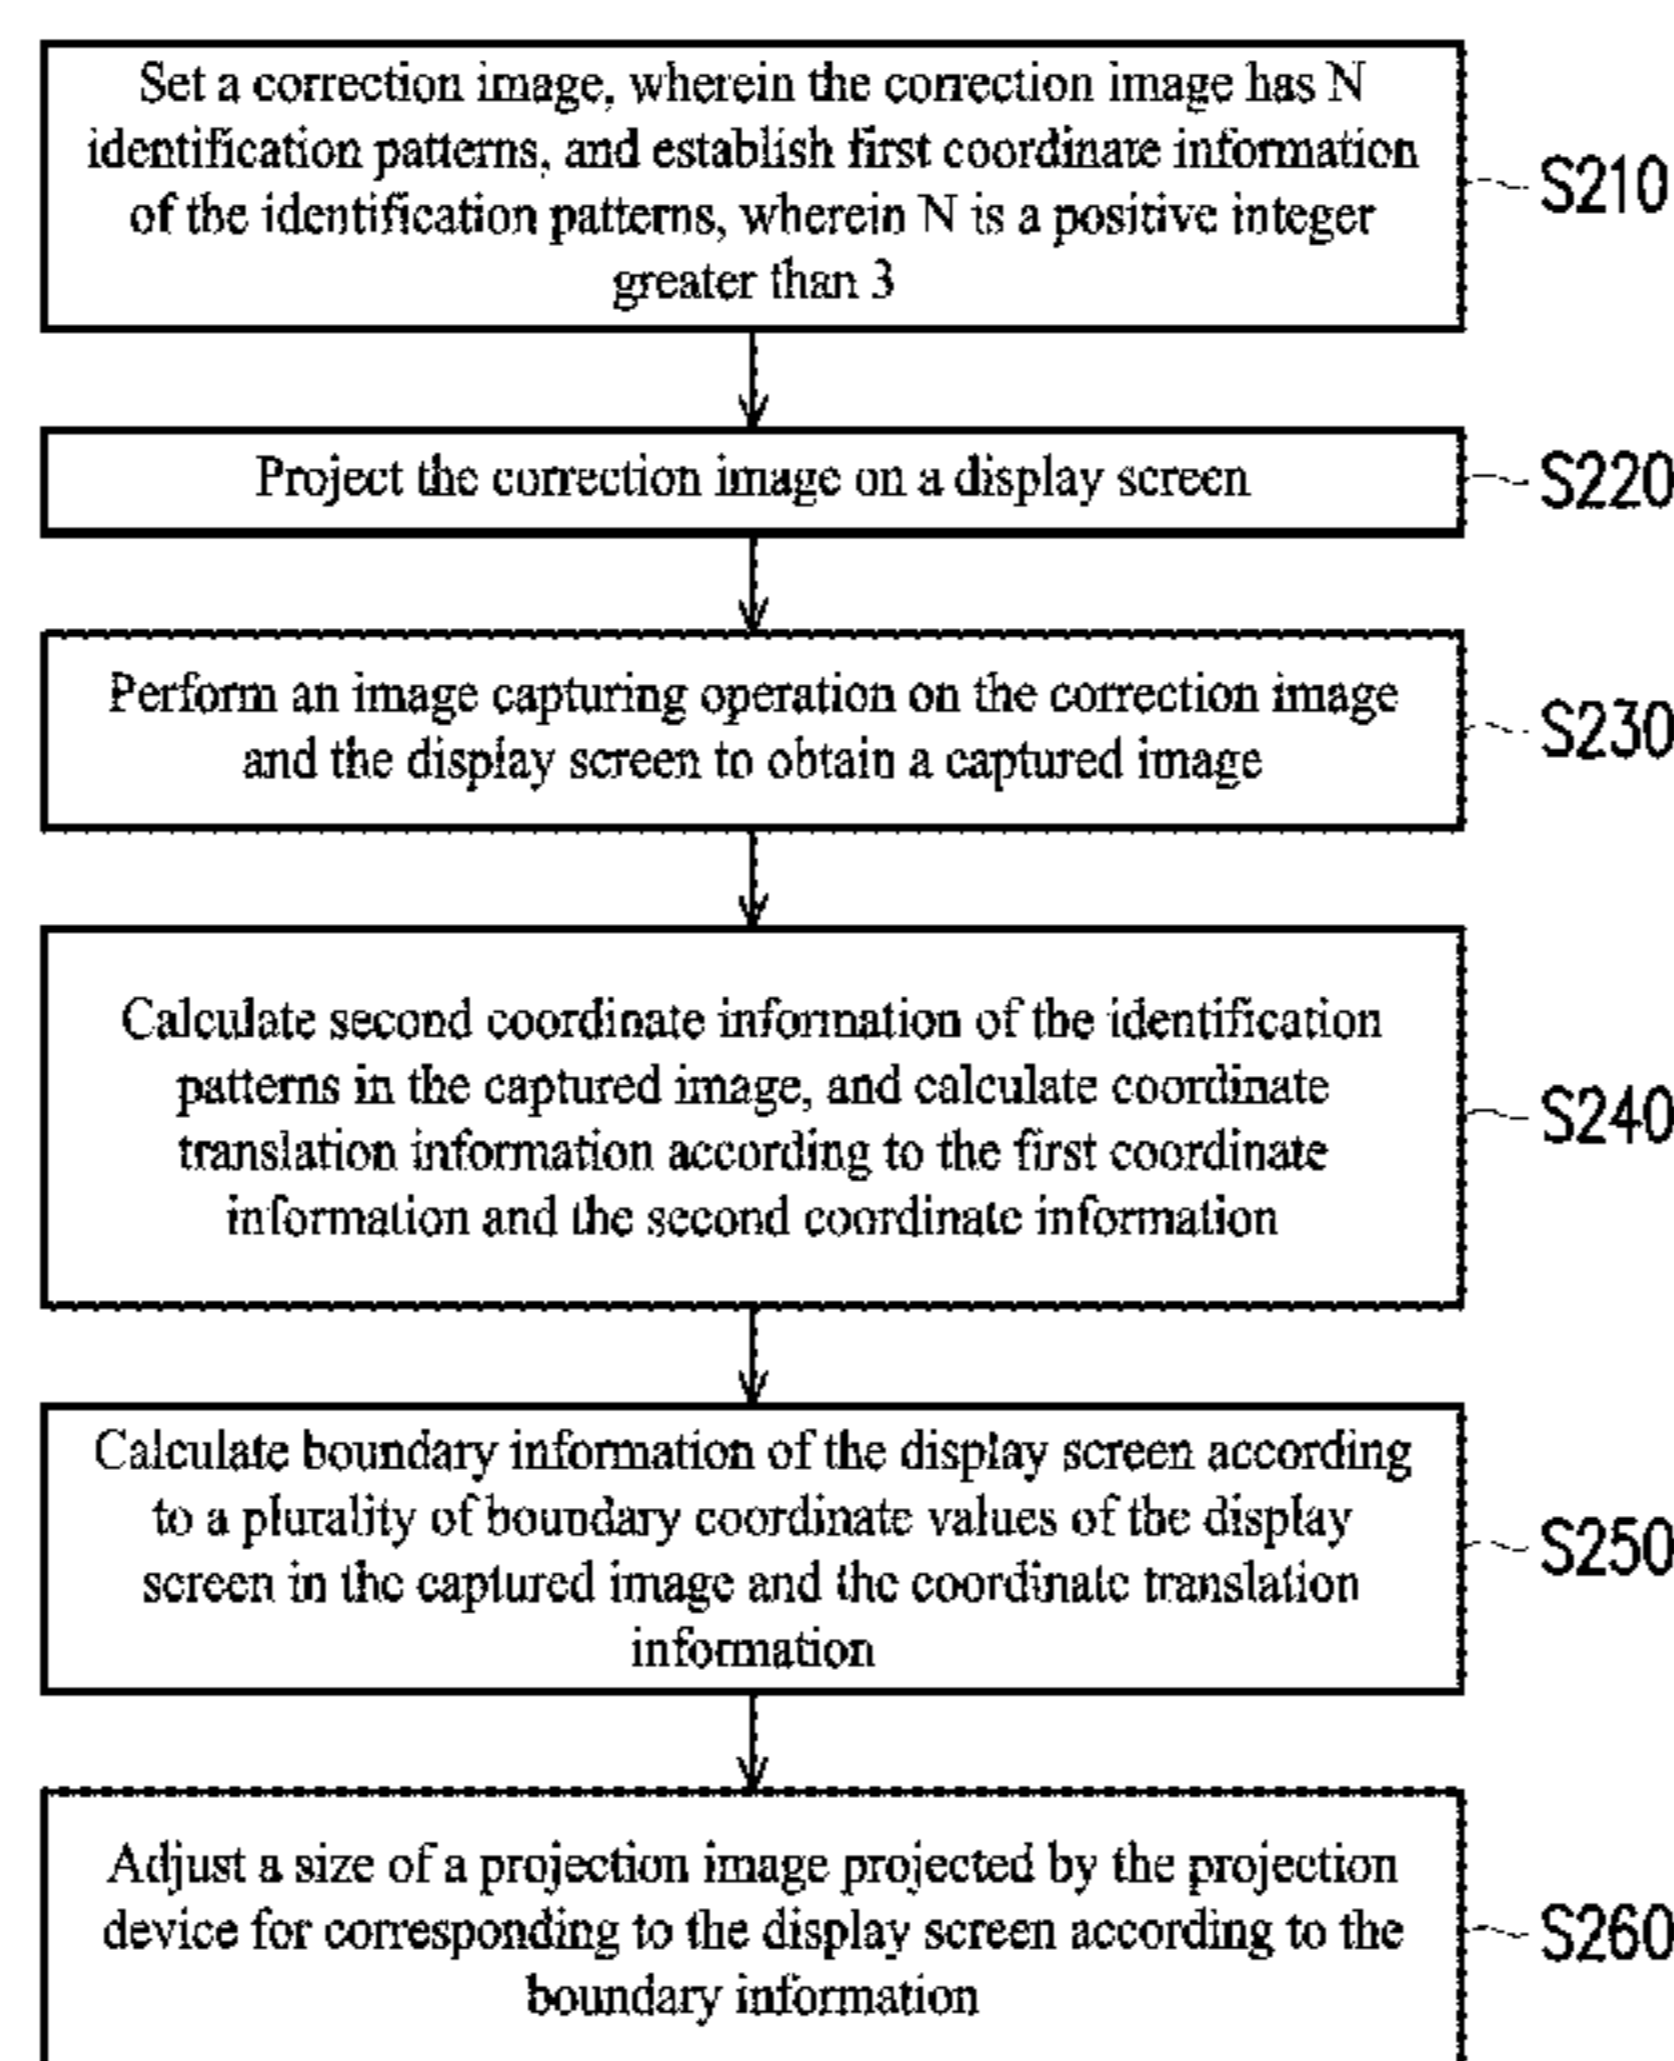 Set a correction image, wherein the correction image has N
identification patterns, and establish first coordinate information
of the identification patterns, wherein N is a positive integer
greater than 3
S210
Project the correction image on a display screen
S220
Perform an image capturing operation on the correction image
and the display screen to obtain a captured image
S230
Calculate second coordinate information of the identification
patterns in the captured image, and calculate coordinate
translation information according to the first coordinate
information and the second coordinate information
S240
Calculate boundary information of the display screen according
to a plurality of boundary coordinate values of the display
screen in the captured image and the coordinate translation
information
S250
Adjust a size of a projection image projected by the projection
device for corresponding to the display screen according to the
boundary information
S260